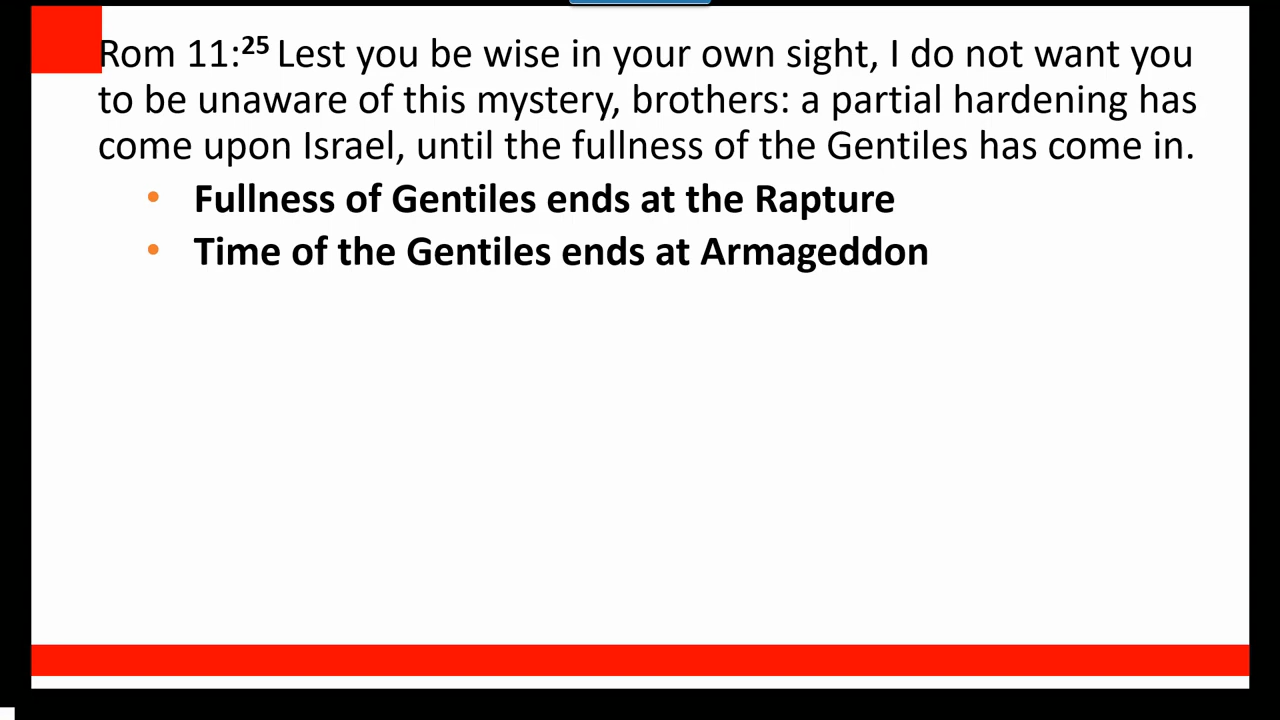 Rom 11:25 Lest you be wise in your own sight, I do not want you
to be unaware of this mystery, brothers: a partial hardening has
come upon Israel, until the fullness of the Gentiles has come in.
• Fullness of Gentiles ends at the Rapture
• Time of the Gentiles ends at Armageddon